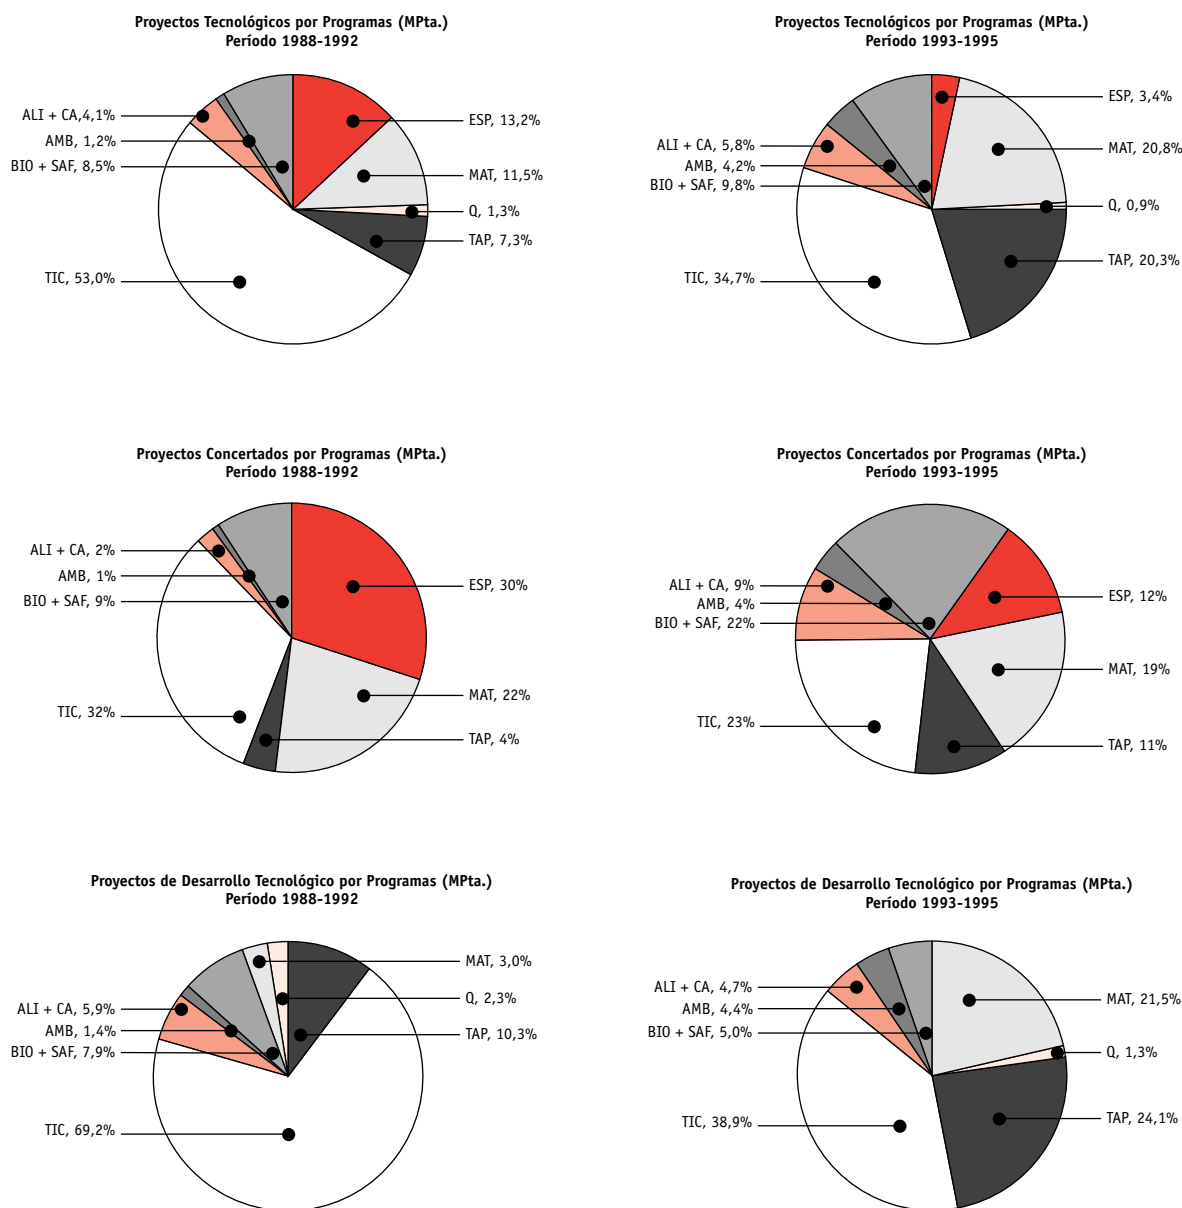 Proyectos Tecnológicos por Programas (MPta.)
Período 1988-1992
ALI + CA,4,1%
AMB, 1,2%
BIO + SAF, 8,5%
TIC, 53,0%
ESP, 13,2%
MAT, 11,5%
Q, 1,3%
TAP, 7,3%
Proyectos Tecnológicos por Programas (MPta.)
Período 1993-1995
ALI + CA, 5,8%
AMB, 4,2%
BIO + SAF, 9,8%
TIC, 34,7%
ESP, 3,4%
MAT, 20,8%
Q, 0,9%
TAP, 20,3%
Proyectos Concertados por Programas (MPta.)
Período 1988-1992
ALI + CA, 2%
AMB, 1%
BIO + SAF, 9%
TIC, 32%
ESP, 30%
MAT, 22%
TAP, 4%
Proyectos Concertados por Programas (MPta.)
Período 1993-1995
ALI + CA, 9%
AMB, 4%
BIO + SAF, 22%
TIC, 23%
ESP, 12%
MAT, 19%
TAP, 11%
Proyectos de Desarrollo Tecnológico por Programas (MPta.)
Período 1988-1992
ALI + CA, 5,9%
AMB, 1,4%
BIO + SAF, 7,9%
TIC, 69,2%
MAT, 3,0%
Q, 2,3%
TAP, 10,3%
Proyectos de Desarrollo Tecnológico por Programas (MPta.)
Período 1993-1995
ALI + CA, 4,7%
AMB, 4,4%
BIO + SAF, 5,0%
TIC, 38,9%
MAT, 21,5%
Q, 1,3%
TAP, 24,1%